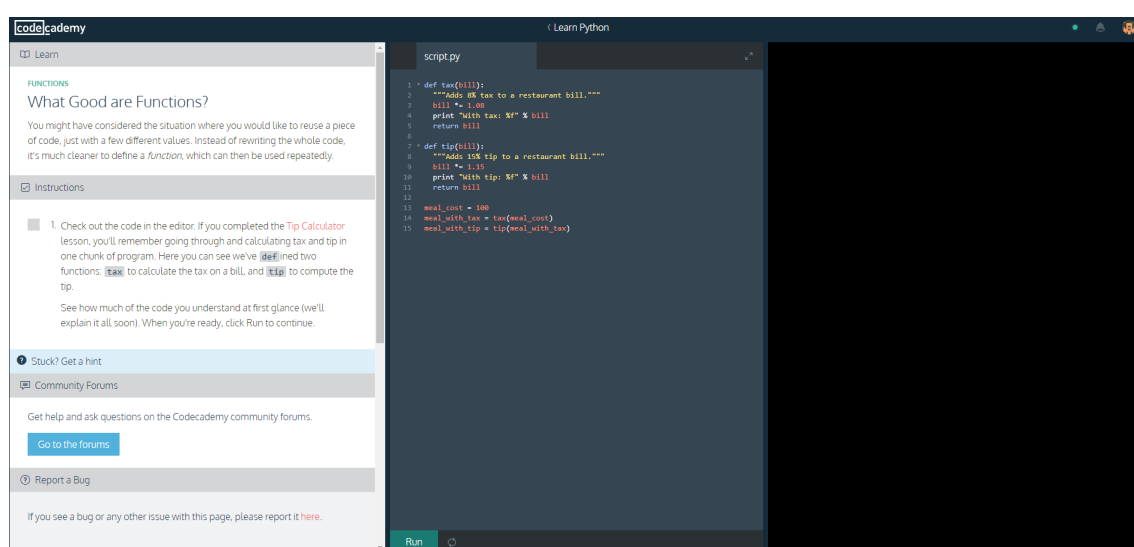 codecademy
‹ Learn Python
Learn
FUNCTIONS
What Good are Functions?
You might have considered the situation where you would like to reuse a piece
of code, just with a few different values. Instead of rewriting the whole code,
it's much cleaner to define a function, which can then be used repeatedly.
Instructions
1. Check out the code in the editor. If you completed the Tip Calculator
lesson, you'll remember going through and calculating tax and tip in
one chunk of program. Here you can see we've defined two
functions: tax to calculate the tax on a bill, and tip to compute the
tip.
See how much of the code you understand at first glance (we'll
explain it all soon). When you're ready, click Run to continue.
Stuck? Get a hint
Community Forums
Get help and ask questions on the Codecademy community forums.
Go to the forums
Report a Bug
If you see a bug or any other issue with this page, please report it here.
script.py
1 def tax(bill):
2 """Adds 8% tax to a restaurant bill."""
3 bill *= 1.08
4 print "With tax: %f" % bill
5 return bill
6
7 def tip(bill):
8 """Adds 15% tip to a restaurant bill."""
9 bill *= 1.15
10 print "With tip: %f" % bill
11 return bill
12
13 meal_cost = 100
14 meal_with_tax = tax(meal_cost)
15 meal_with_tip = tip(meal_with_tax)
Run